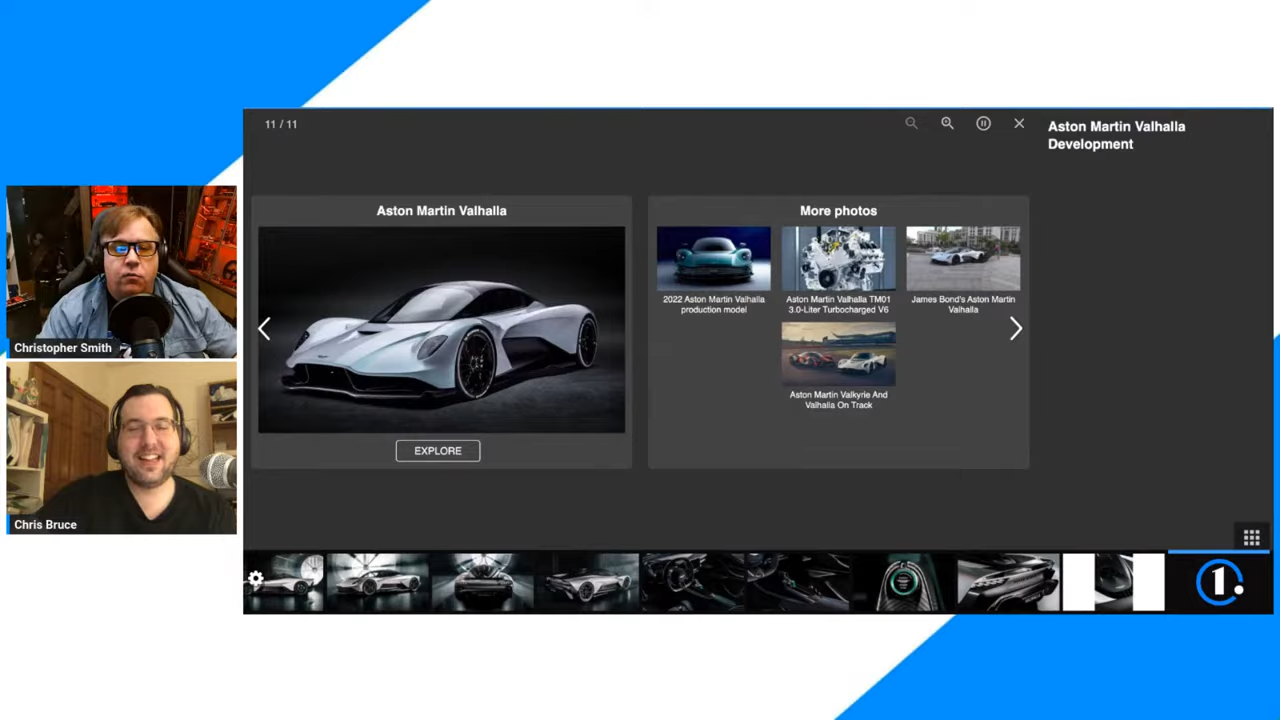 11 / 11
Aston Martin Valhalla
Development
Aston Martin Valhalla
EXPLORE
More photos
2022 Aston Martin Valhalla
production model
Aston Martin Valhalla TM01
3.0-Liter Turbocharged V6
James Bond's Aston Martin
Valhalla
Aston Martin Valkyrie And
Valhalla On Track
Christopher Smith
Chris Bruce
1.